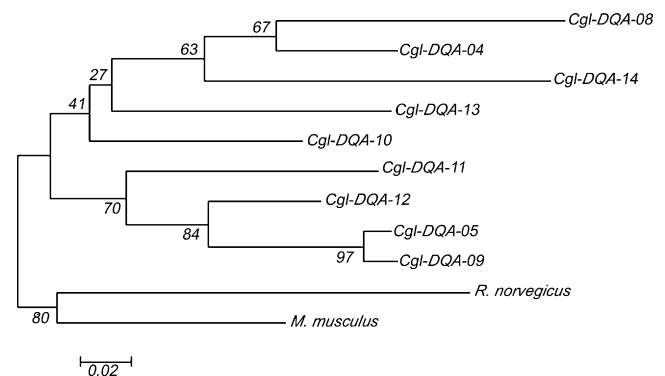 67
Cgl-DQA-08
63
Cgl-DQA-04
27
Cgl-DQA-14
41
Cgl-DQA-13
Cgl-DQA-10
Cgl-DQA-11
70
Cgl-DQA-12
84
Cgl-DQA-05
97
Cgl-DQA-09
R. norvegicus
80
M. musculus
0.02